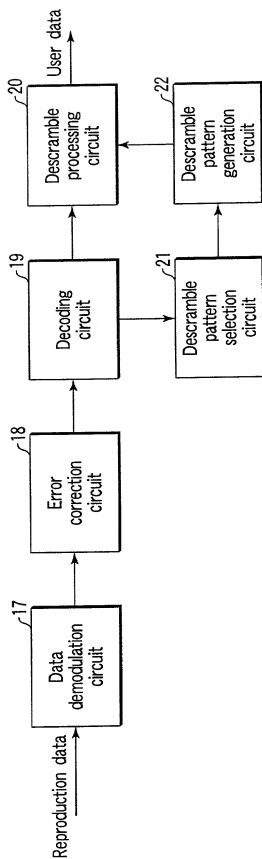 Reproduction data
17
Data
demodulation
circuit
18
Error
correction
circuit
19
Decoding
circuit
20
Descramble
processing
circuit
User data
21
Descramble
pattern
selection
circuit
22
Descramble
pattern
generation
circuit